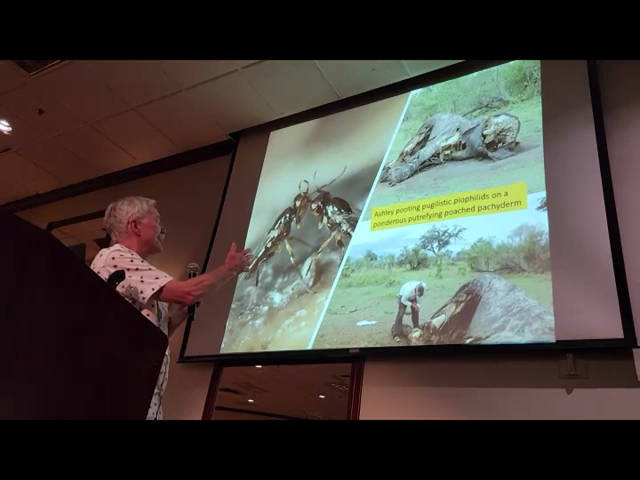 Ashley pooting pugilistic piophilids on a
ponderous putrefying poached pachyderm